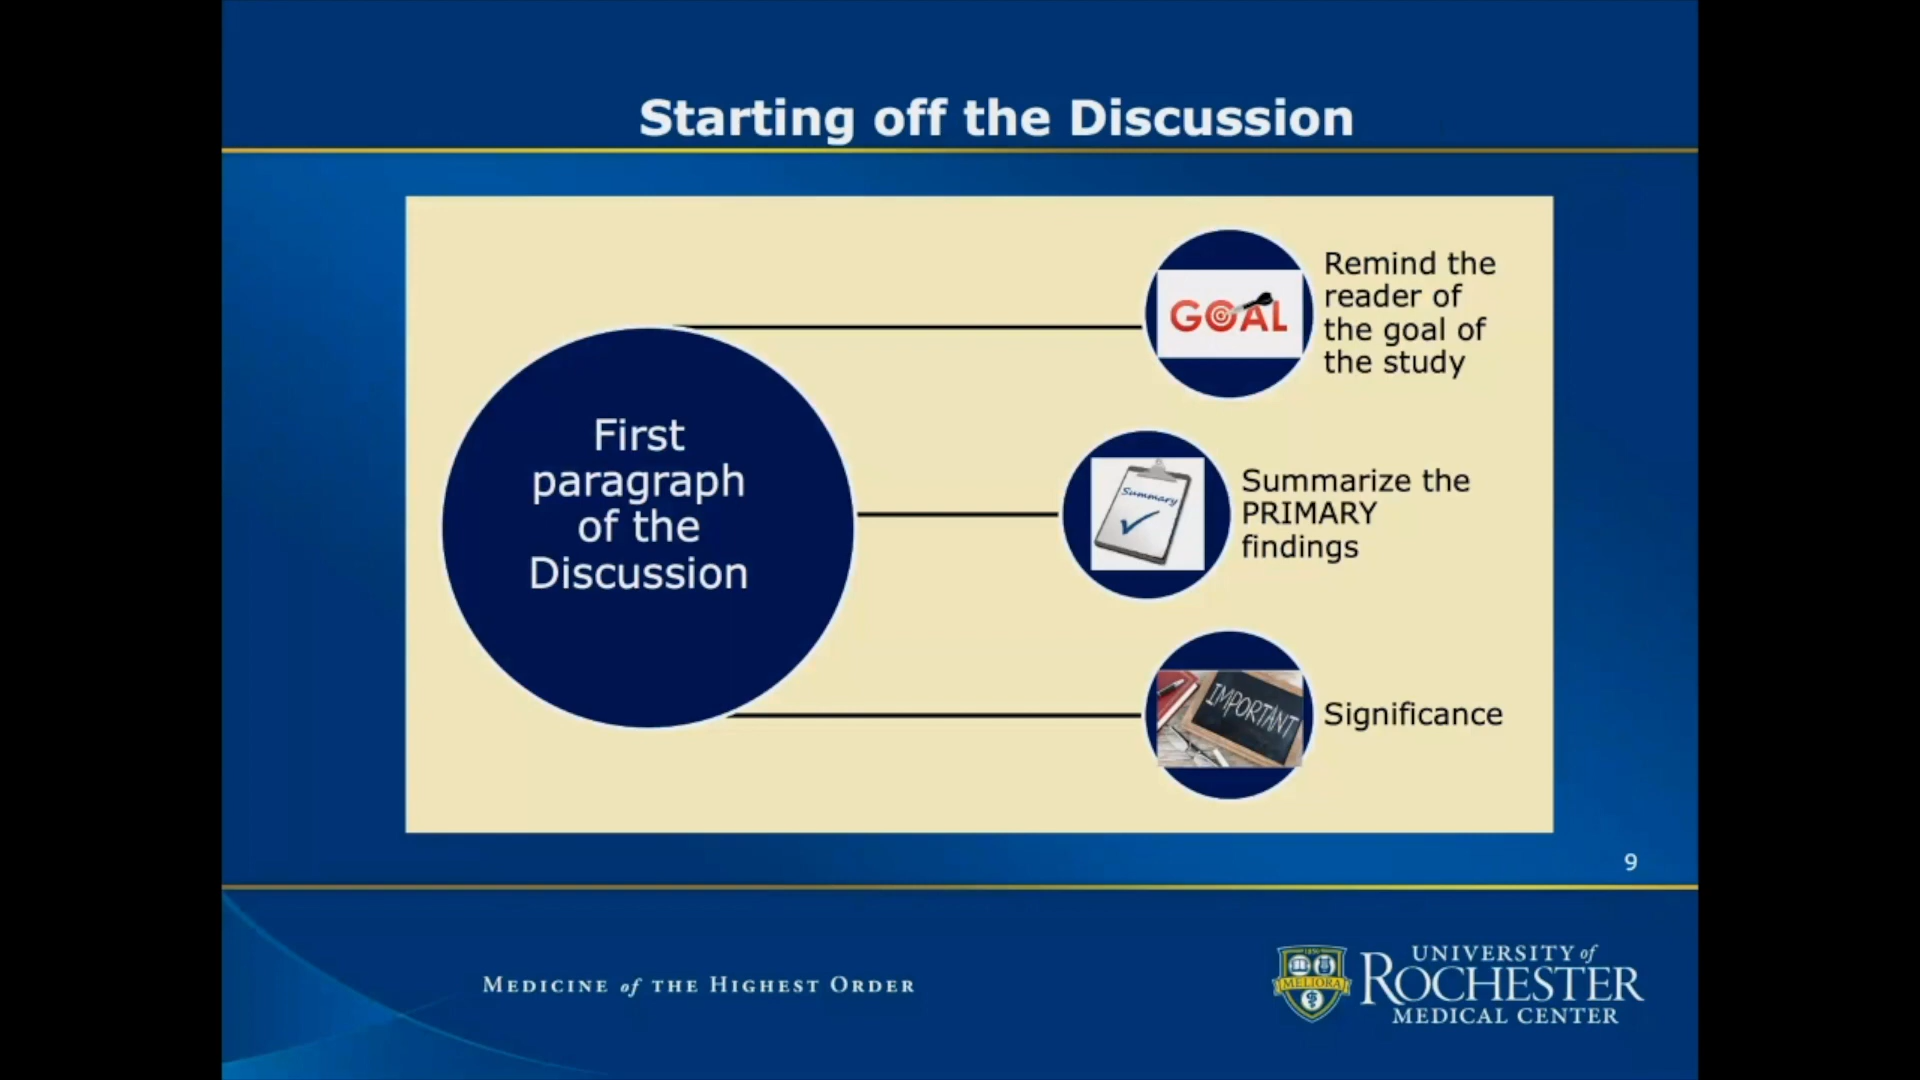 Starting off the Discussion
First
paragraph
of the
Discussion
GOAL
Remind the
reader of
the goal of
the study
Summary
Summarize the
PRIMARY
findings
IMPORTANT
Significance
9
MEDICINE of THE HIGHEST ORDER
MELIORA
UNIVERSITY of
ROCHESTER
MEDICAL CENTER